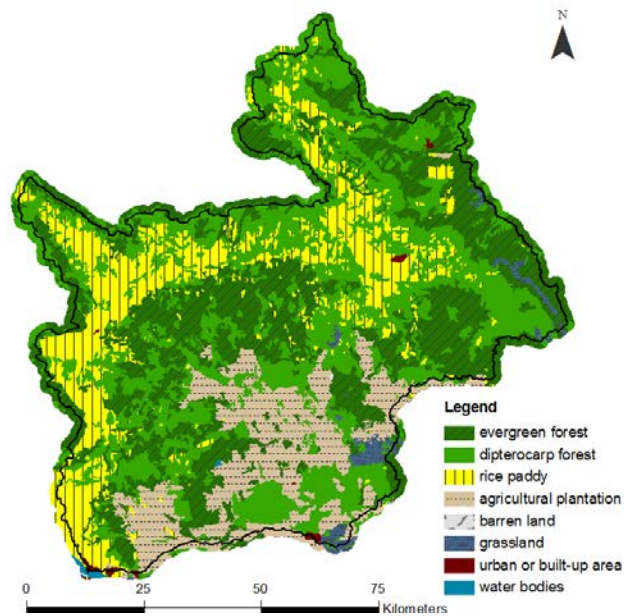 N
Legend
evergreen forest
dipterocarp forest
rice paddy
agricultural plantation
barren land
grassland
urban or built-up area
water bodies
0 25 50 75
Kilometers